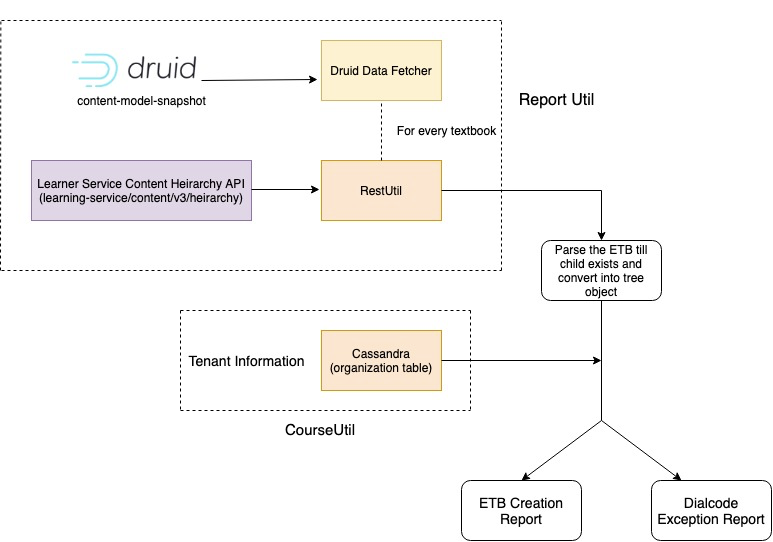 druid
content-model-snapshot
Druid Data Fetcher
Report Util
For every textbook
Learner Service Content Heirarchy API
(learning-service/content/v3/heirarchy)
RestUtil
Parse the ETB till
child exists and
convert into tree
object
Tenant Information
Cassandra
(organization table)
CourseUtil
ETB Creation
Report
Dialcode
Exception Report